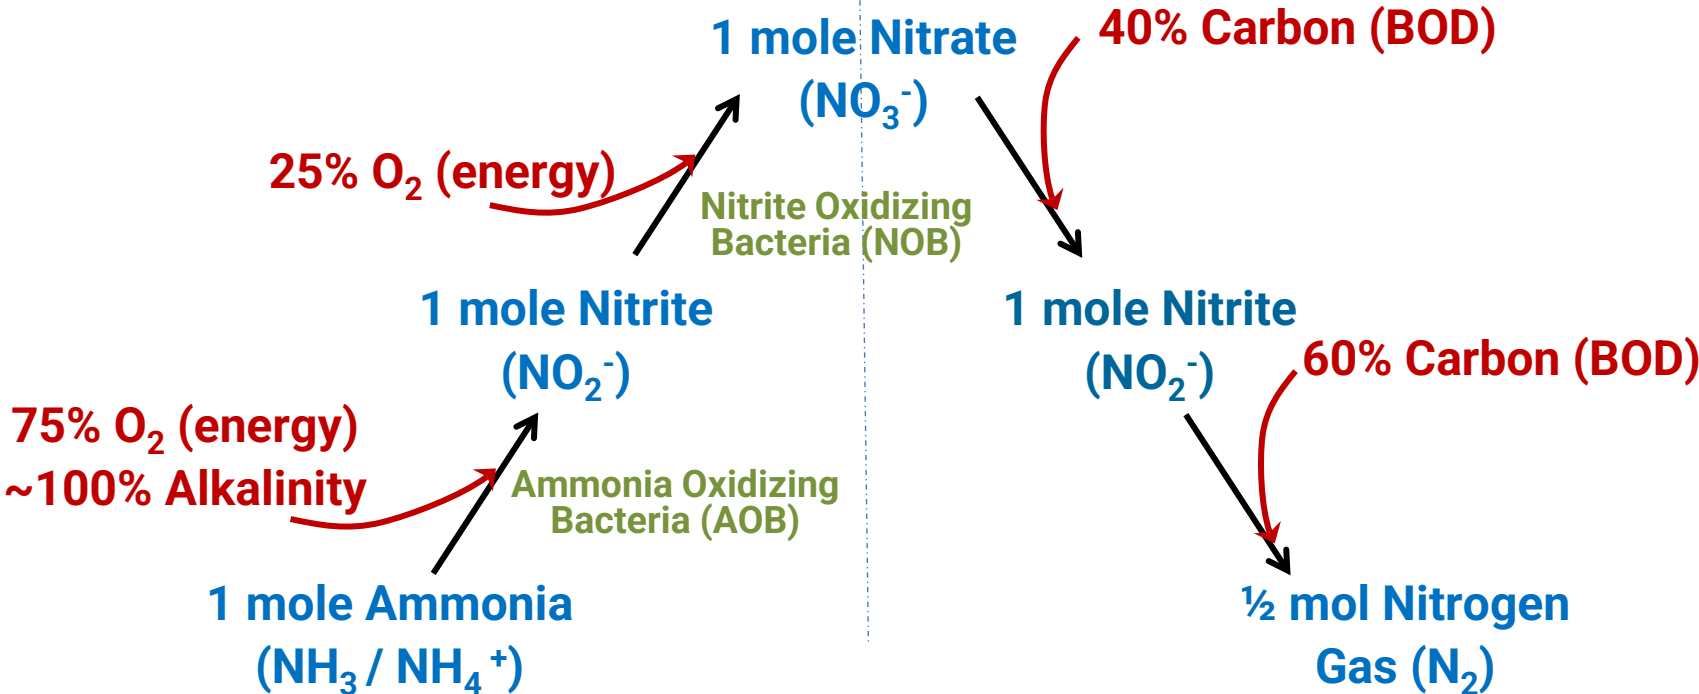 1 mole Nitrate
(NO₃⁻)
40% Carbon (BOD)
25% O₂ (energy)
Nitrite Oxidizing
Bacteria (NOB)
1 mole Nitrite
(NO₂⁻)
1 mole Nitrite
(NO₂⁻)
60% Carbon (BOD)
75% O₂ (energy)
~100% Alkalinity
Ammonia Oxidizing
Bacteria (AOB)
1 mole Ammonia
(NH₃ / NH₄⁺)
½ mol Nitrogen
Gas (N₂)